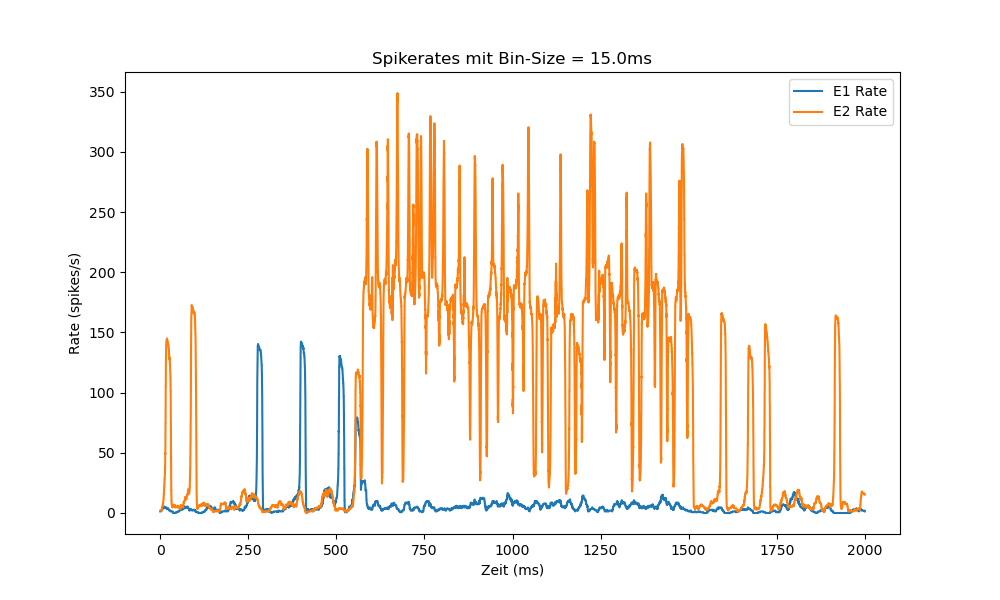 Spikerates mit Bin-Size = 15.0ms
E1 Rate
E2 Rate
Rate (spikes/s)
350
300
250
200
150
100
50
0
0 250 500 750 1000 1250 1500 1750 2000
Zeit (ms)